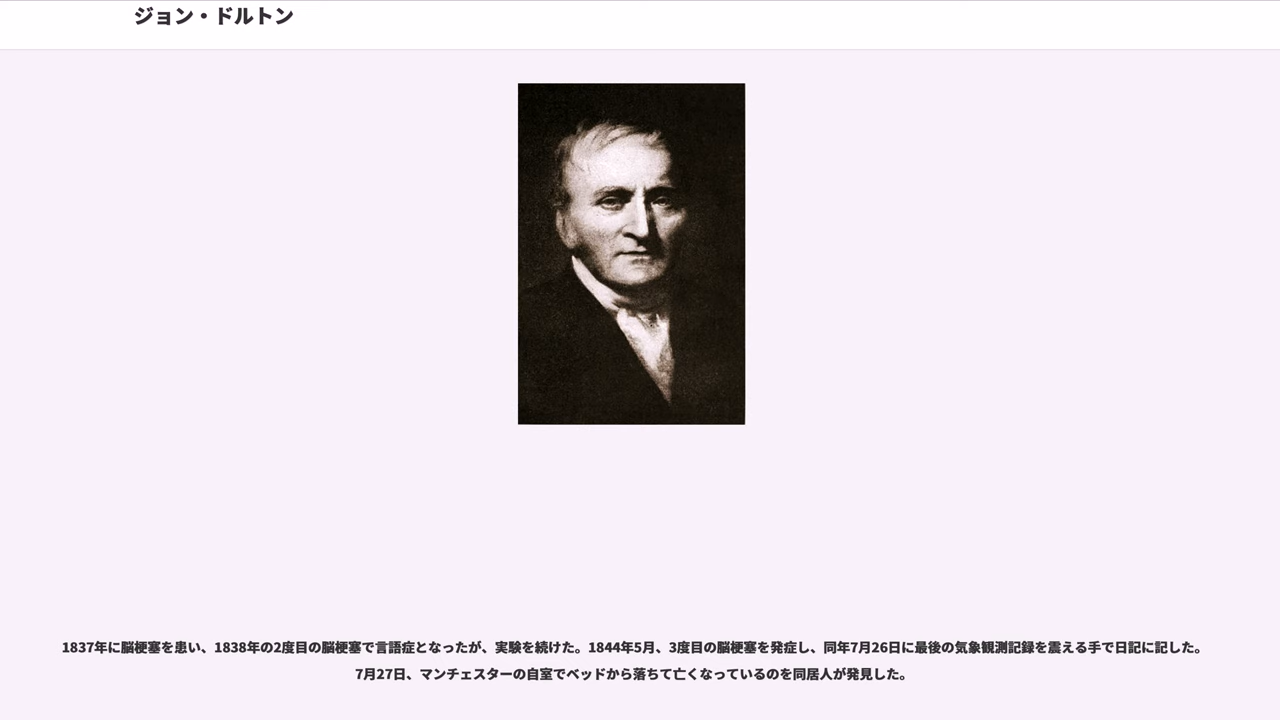 ジョン・ドルトン
1837年に脳梗塞を患い、1838年の2度目の脳梗塞で言語症となったが、実験を続けた。1844年5月、3度目の脳梗塞を発症し、同年7月26日に最後の気象観測記録を震える手で日記に記した。
7月27日、マンチェスターの自室でベッドから落ちて亡くなっているのを同居人が発見した。